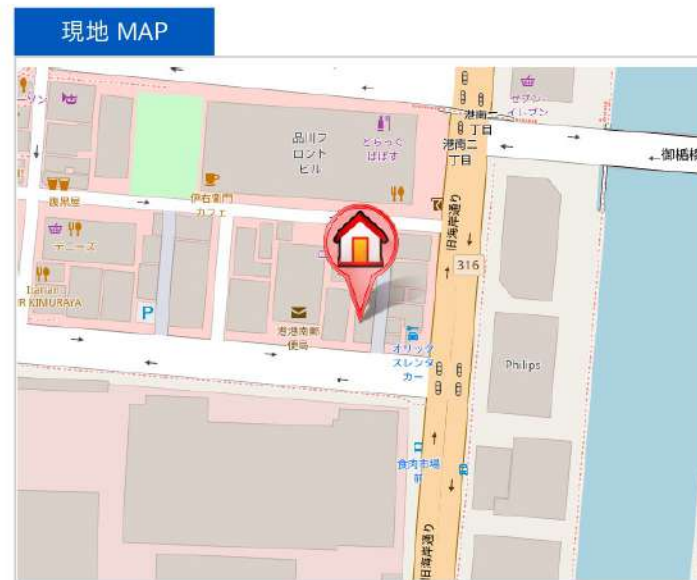 現地 MAP
セブン-
イレブン
港南二
丁目
港南二
丁目
品川フ
ロント
ビル
とらっく
ぱぱす
御楯橋
伊右衛門
カフェ
デニーズ
Italian
KIMURAYA
P
港港南郵
便局
旧海岸通り
316
オリック
スレンタ
カー
Philips
食肉市場
前
旧海岸通り